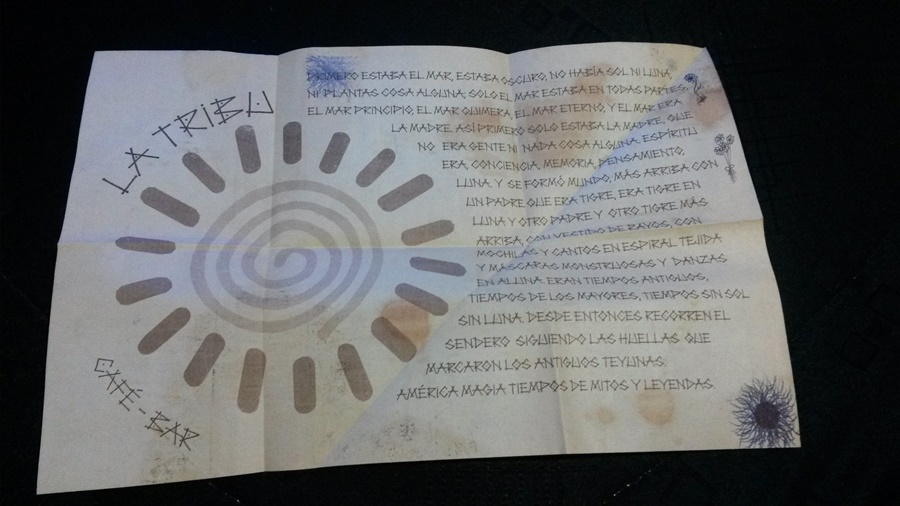 LA TRIBU
PRIMERO ESTABA EL MAR, ESTABA OSCURO, NO HABÍA SOL NI LUNA,
NI PLANTAS COSA ALGUNA; SOLO EL MAR ESTABA EN TODAS PARTES,
EL MAR PRINCIPIO, EL MAR QUIMERA, EL MAR ETERNO, Y EL MAR ERA
LA MADRE. ASÍ PRIMERO SOLO ESTABA LA MADRE, QUE
NO ERA GENTE NI NADA COSA ALGUNA. ESPÍRITU
ERA, CONCIENCIA, MEMORIA, PENSAMIENTO,
LUNA. Y SE FORMÓ MUNDO, MÁS ARRIBA CON
UN PADRE QUE ERA TIGRE, ERA TIGRE EN
LUNA Y OTRO PADRE Y OTRO TIGRE MÁS
ARRIBA, CON VESTIDO DE RAYOS, CON
MOCHILAS Y CANTOS EN ESPIRAL TEJIDA
Y MÁSCARAS MONSTRUOSAS Y DANZAS
EN ALUNA. ERAN TIEMPOS ANTIGUOS,
TIEMPOS DE LOS MAYORES, TIEMPOS SIN SOL
SIN LUNA. DESDE ENTONCES RECORREN EL
SENDERO SIGUIENDO LAS HUELLAS QUE
MARCARON LOS ANTIGUOS TEYUNAS.
AMÉRICA MAGIA TIEMPOS DE MITOS Y LEYENDAS.
CAFÉ-BAR